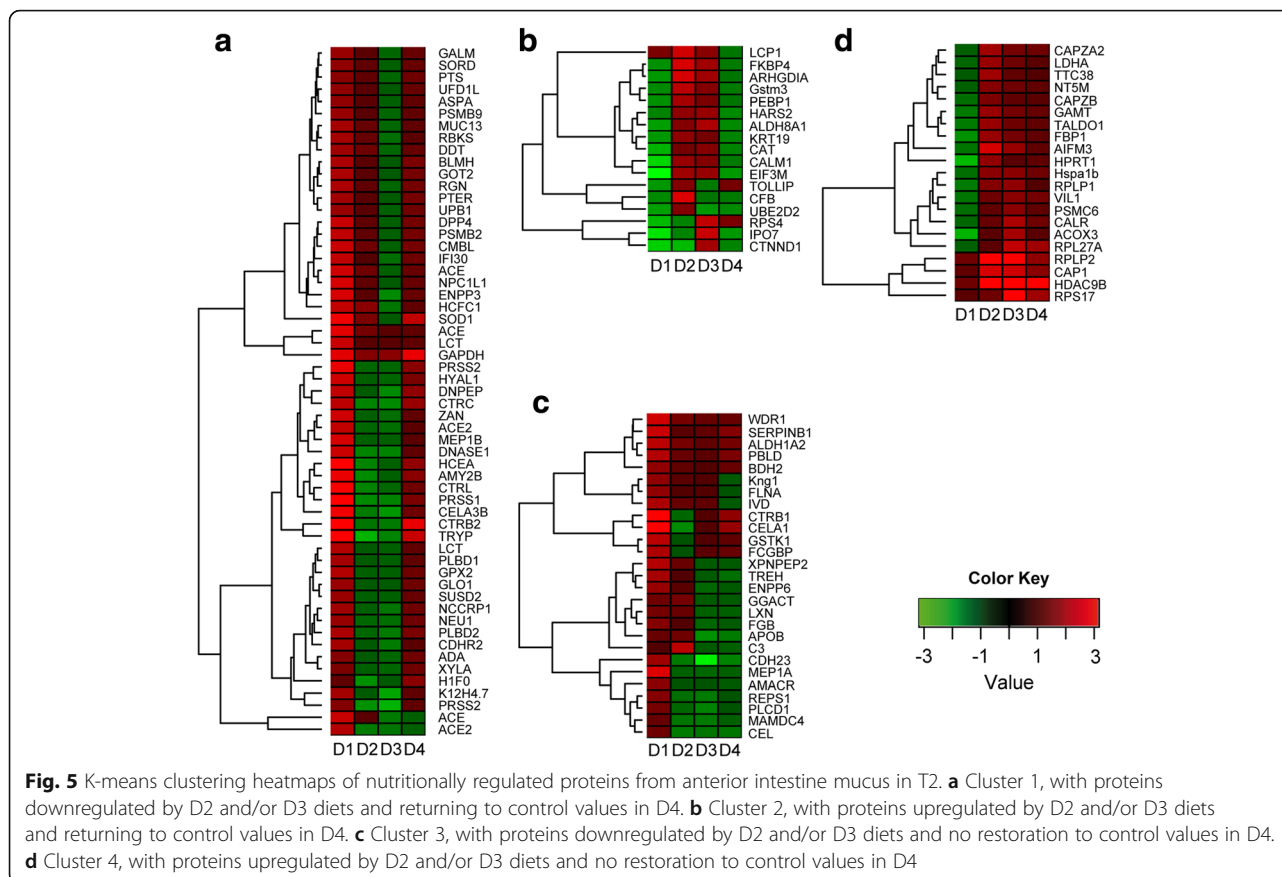 a
GALM
SORD
PTS
UFD1L
ASPA
PSMB9
MUC13
RBKS
DDT
BLMH
GOT2
RGN
PTER
UPB1
DPP4
PSMB2
CMBL
IFI30
ACE
NPC1L1
ENPP3
HCFC1
SOD1
ACE
LCT
GAPDH
PRSS2
HYAL1
DNPEP
CTRC
ZAN
ACE2
MEP1B
DNASE1
HCEA
AMY2B
CTRL
PRSS1
CELA3B
CTRB2
TRYP
LCT
PLBD1
GPX2
GLO1
SUSD2
NCCRP1
NEU1
PLBD2
CDHR2
ADA
XYLA
H1F0
K12H4.7
PRSS2
ACE
ACE2
D1 D2 D3 D4
b
LCP1
FKBP4
ARHGDIA
Gstm3
PEBP1
HARS2
ALDH8A1
KRT19
CAT
CALM1
EIF3M
TOLLIP
CFB
UBE2D2
RPS4
IPO7
CTNND1
D1 D2 D3 D4
d
CAPZA2
LDHA
TTC38
NT5M
CAPZB
GAMT
TALDO1
FBP1
AIFM3
HPRT1
Hspa1b
RPLP1
VIL1
PSMC6
CALR
ACOX3
RPL27A
RPLP2
CAP1
HDAC9B
RPS17
D1 D2 D3 D4
c
WDR1
SERPINB1
ALDH1A2
PBLD
BDH2
Kng1
FLNA
IVD
CTRB1
CELA1
GSTK1
FCGBP
XPNPEP2
TREH
ENPP6
GGACT
LXN
FGB
APOB
C3
CDH23
MEP1A
AMACR
REPS1
PLCD1
MAMDC4
CEL
D1 D2 D3 D4
Color Key
-3 -1 1 3
Value
Fig. 5 K-means clustering heatmaps of nutritionally regulated proteins from anterior intestine mucus in T2. a Cluster 1, with proteins
downregulated by D2 and/or D3 diets and returning to control values in D4. b Cluster 2, with proteins upregulated by D2 and/or D3 diets
and returning to control values in D4. c Cluster 3, with proteins downregulated by D2 and/or D3 diets and no restoration to control values in D4.
d Cluster 4, with proteins upregulated by D2 and/or D3 diets and no restoration to control values in D4